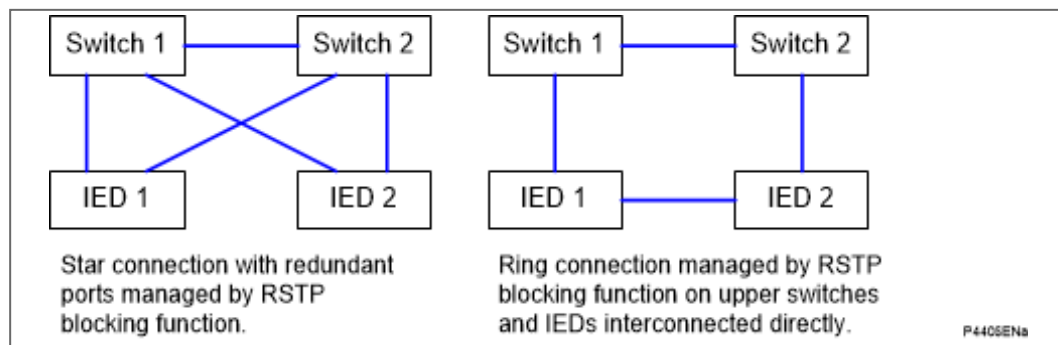 Switch 1
Switch 2
IED 1
IED 2
Star connection with redundant
ports managed by RSTP
blocking function.
Switch 1
Switch 2
IED 1
IED 2
Ring connection managed by RSTP
blocking function on upper switches
and IEDs interconnected directly.
P4405ENa